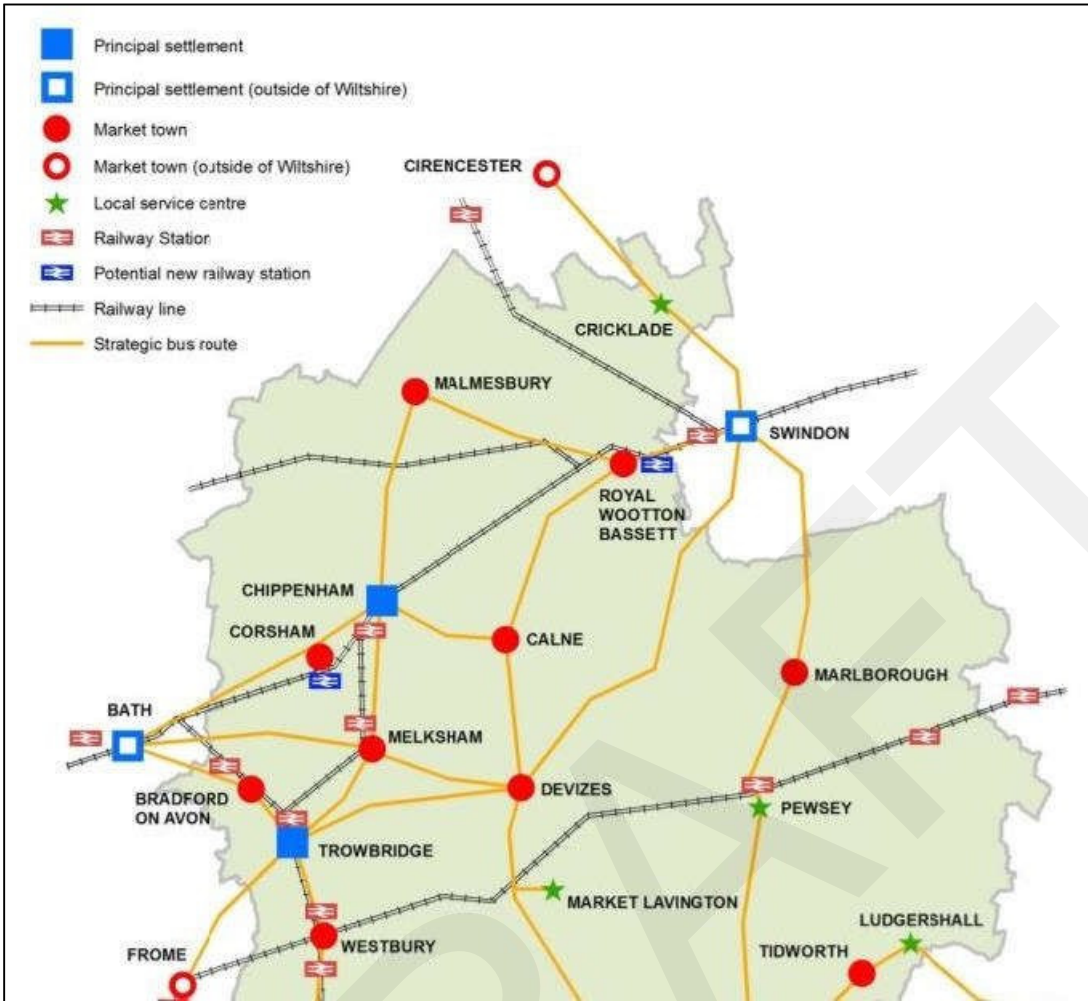 Principal settlement
Principal settlement (outside of Wiltshire)
Market town
Market town (outside of Wiltshire)
Local service centre
Railway Station
Potential new railway station
Railway line
Strategic bus route
CIRENCESTER
CRICKLADE
MALMESBURY
SWINDON
ROYAL
WOOTTON
BASSETT
CHIPPENHAM
CORSHAM
CALNE
MARLBOROUGH
BATH
MELKSHAM
BRADFORD
ON AVON
DEVIZES
PEWSEY
TROWBRIDGE
MARKET LAVINGTON
LUDGERSHALL
FROME
WESTBURY
TIDWORTH
DRAFT